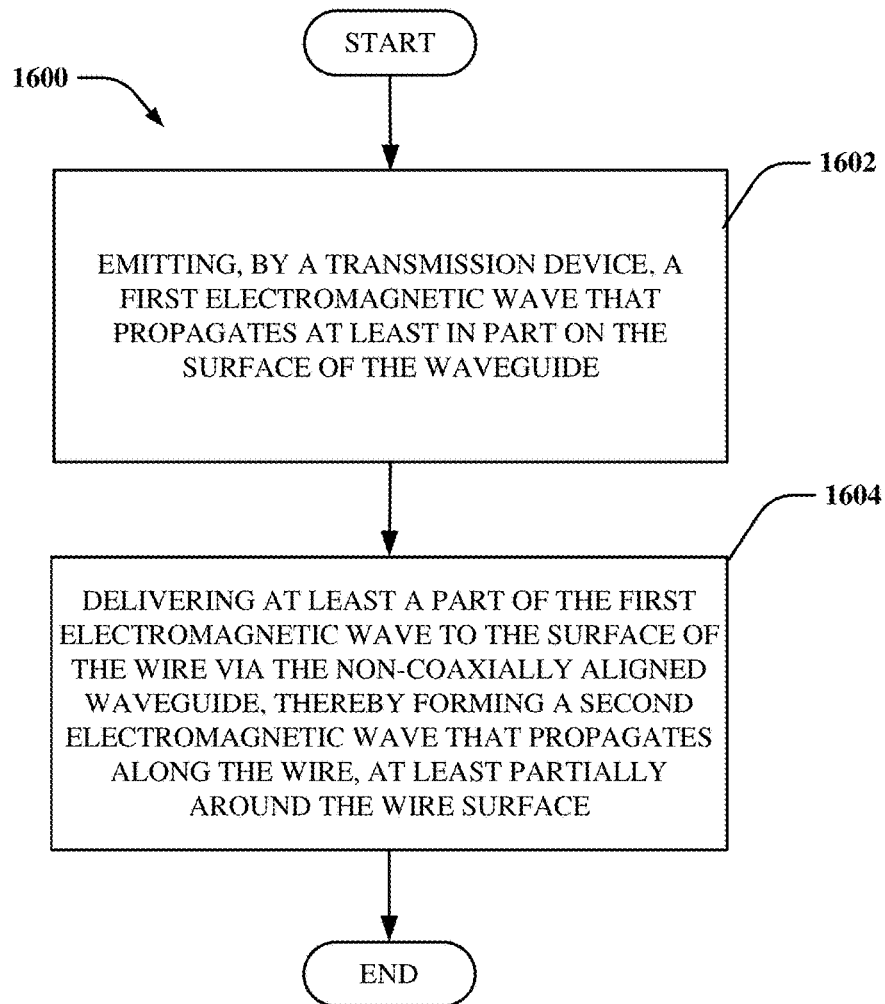 START
1600
1602
EMITTING, BY A TRANSMISSION DEVICE, A
FIRST ELECTROMAGNETIC WAVE THAT
PROPAGATES AT LEAST IN PART ON THE
SURFACE OF THE WAVEGUIDE
1604
DELIVERING AT LEAST A PART OF THE FIRST
ELECTROMAGNETIC WAVE TO THE SURFACE OF
THE WIRE VIA THE NON-COAXIALLY ALIGNED
WAVEGUIDE, THEREBY FORMING A SECOND
ELECTROMAGNETIC WAVE THAT PROPAGATES
ALONG THE WIRE, AT LEAST PARTIALLY
AROUND THE WIRE SURFACE
END